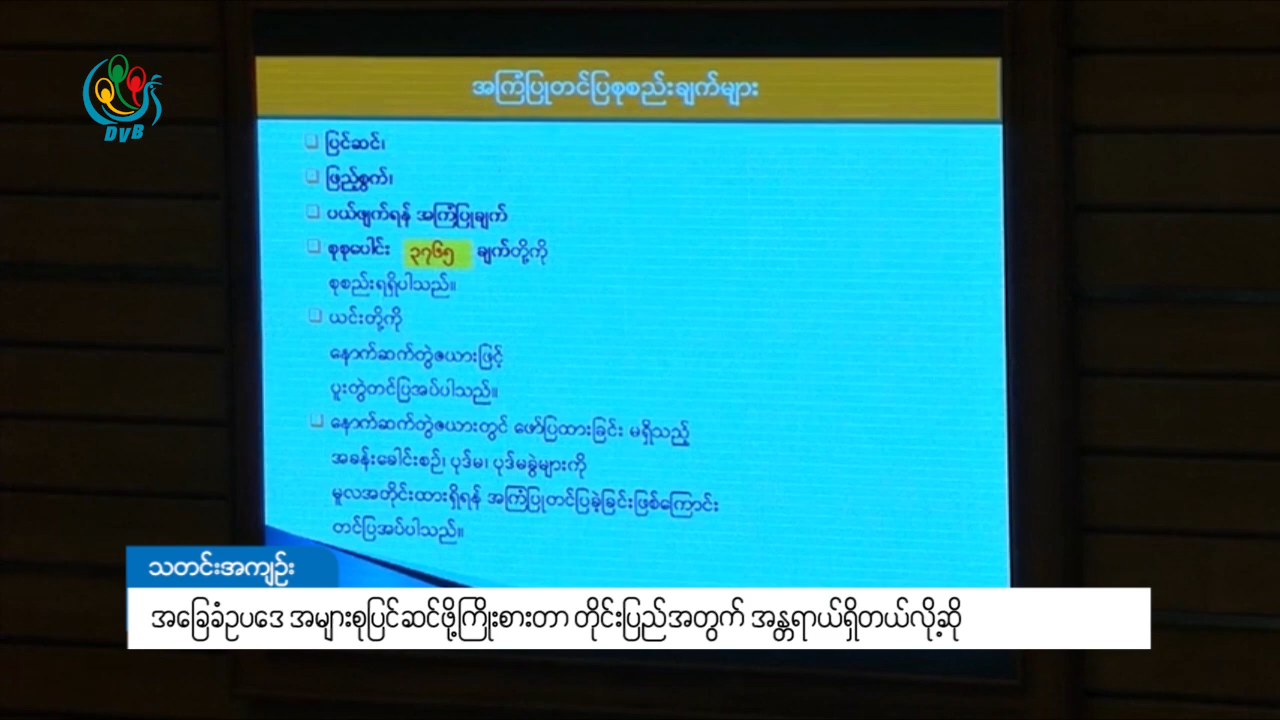 DVB
အကြံပြုတင်ပြစုစည်းချက်များ
ပြင်ဆင်၊
ဖြည့်စွက်၊
ပယ်ဖျက်ရန် အကြံပြုချက်
စုစုပေါင်း ၃၇၆၅ ချက်တို့ကို
စုစည်းရရှိပါသည်။
ယင်းတို့ကို
နောက်ဆက်တွဲဇယားဖြင့်
ပူးတွဲတင်ပြအပ်ပါသည်။
နောက်ဆက်တွဲဇယားတွင် ဖော်ပြထားခြင်း မရှိသည့်
အခန်းခေါင်းစဉ်၊ ပုဒ်မ၊ ပုဒ်မခွဲများကို
မူလအတိုင်းထားရှိရန် အကြံပြုတင်ပြခဲ့ခြင်းဖြစ်ကြောင်း
တင်ပြအပ်ပါသည်။
သတင်းအကျဉ်း
အခြေခံဥပဒေ အများစုပြင်ဆင်ဖို့ကြိုးစားတာ တိုင်းပြည်အတွက် အန္တရာယ်ရှိတယ်လို့ဆို